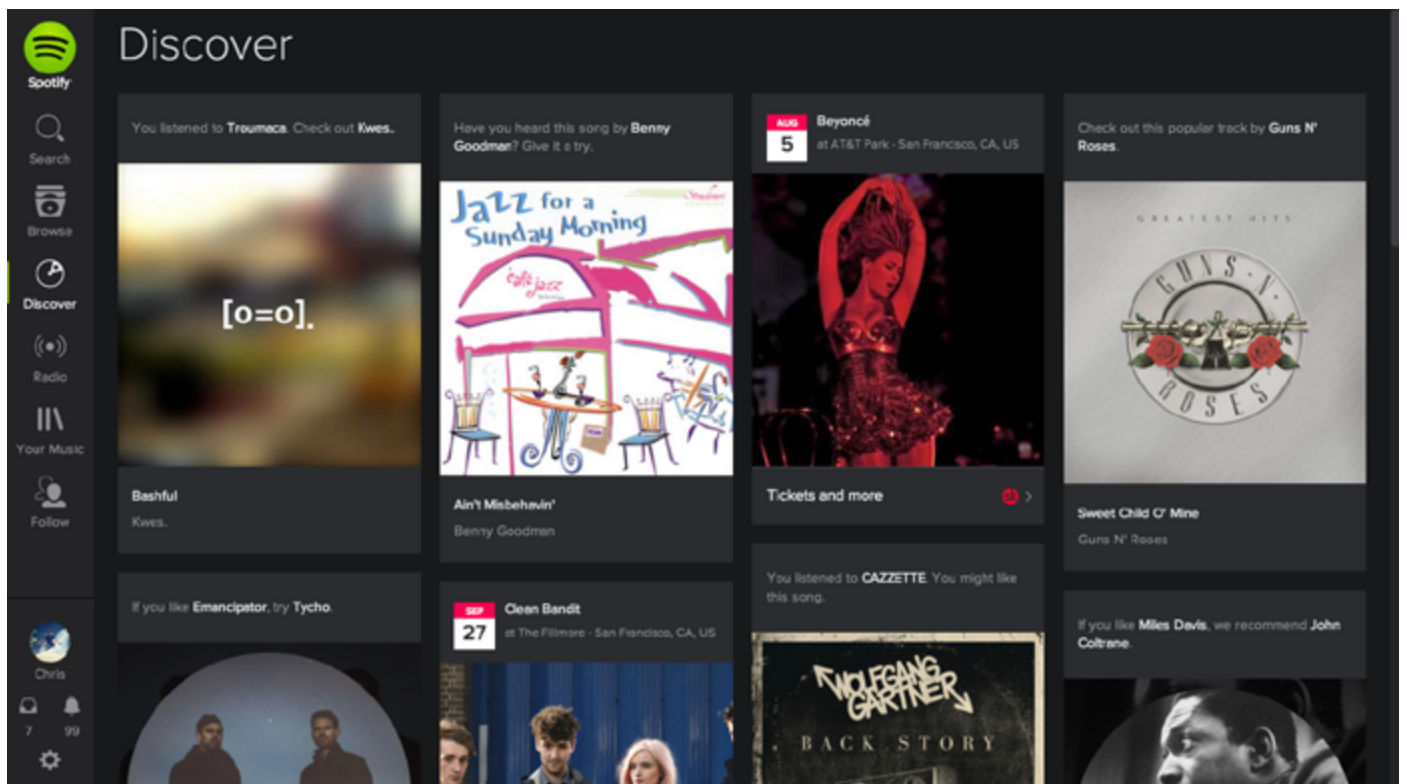 Spotify
Search
Browse
Discover
Radio
Your Music
Follow
Chris
7 99
Discover
You listened to Troumaca. Check out Kwes..
[o=o].
Bashful
Kwes.
If you like Emancipator, try Tycho.
Have you heard this song by Benny
Goodman? Give it a try.
Jazz for a
Sunday Morning
café jazz
Ain't Misbehavin'
Benny Goodman
SEP
27
Clean Bandit
at The Fillmore - San Francisco, CA, US
AUG
5
Beyoncé
at AT&T Park - San Francisco, CA, US
Tickets and more
You listened to CAZZETTE. You might like
this song.
WOLFGANG
GARTNER
BACK STORY
Check out this popular track by Guns N'
Roses.
GREATEST HITS
GUNS · N ·
ROSES
Sweet Child O' Mine
Guns N' Roses
If you like Miles Davis, we recommend John
Coltrane.